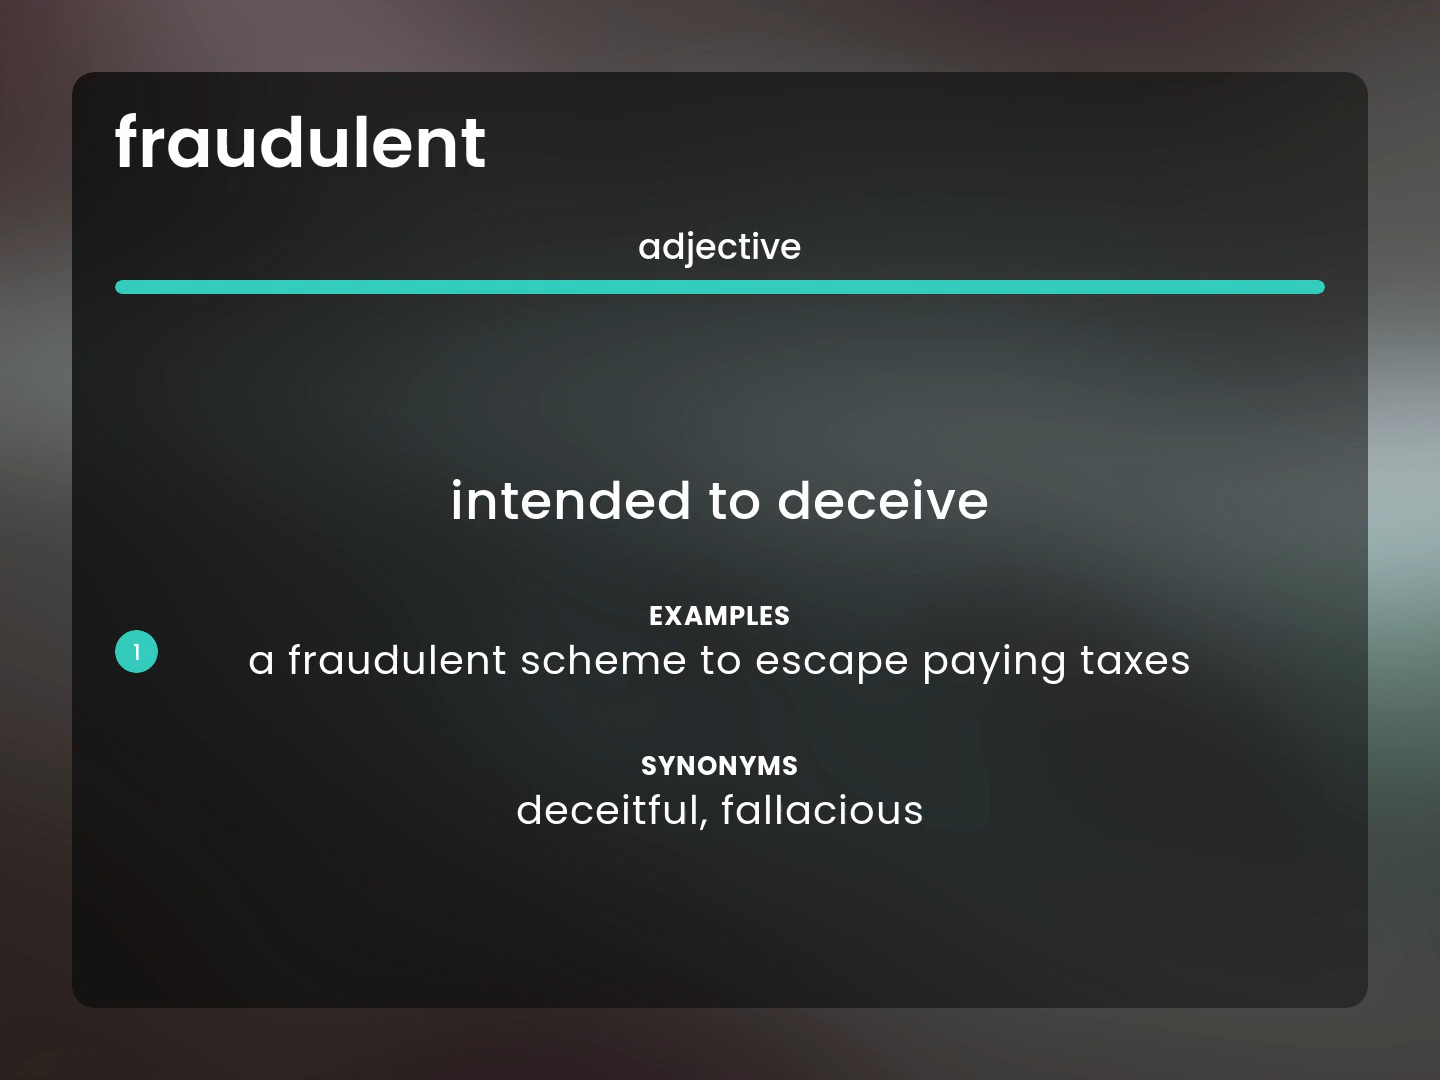 fraudulent
adjective
intended to deceive
EXAMPLES
1 a fraudulent scheme to escape paying taxes
SYNONYMS
deceitful, fallacious